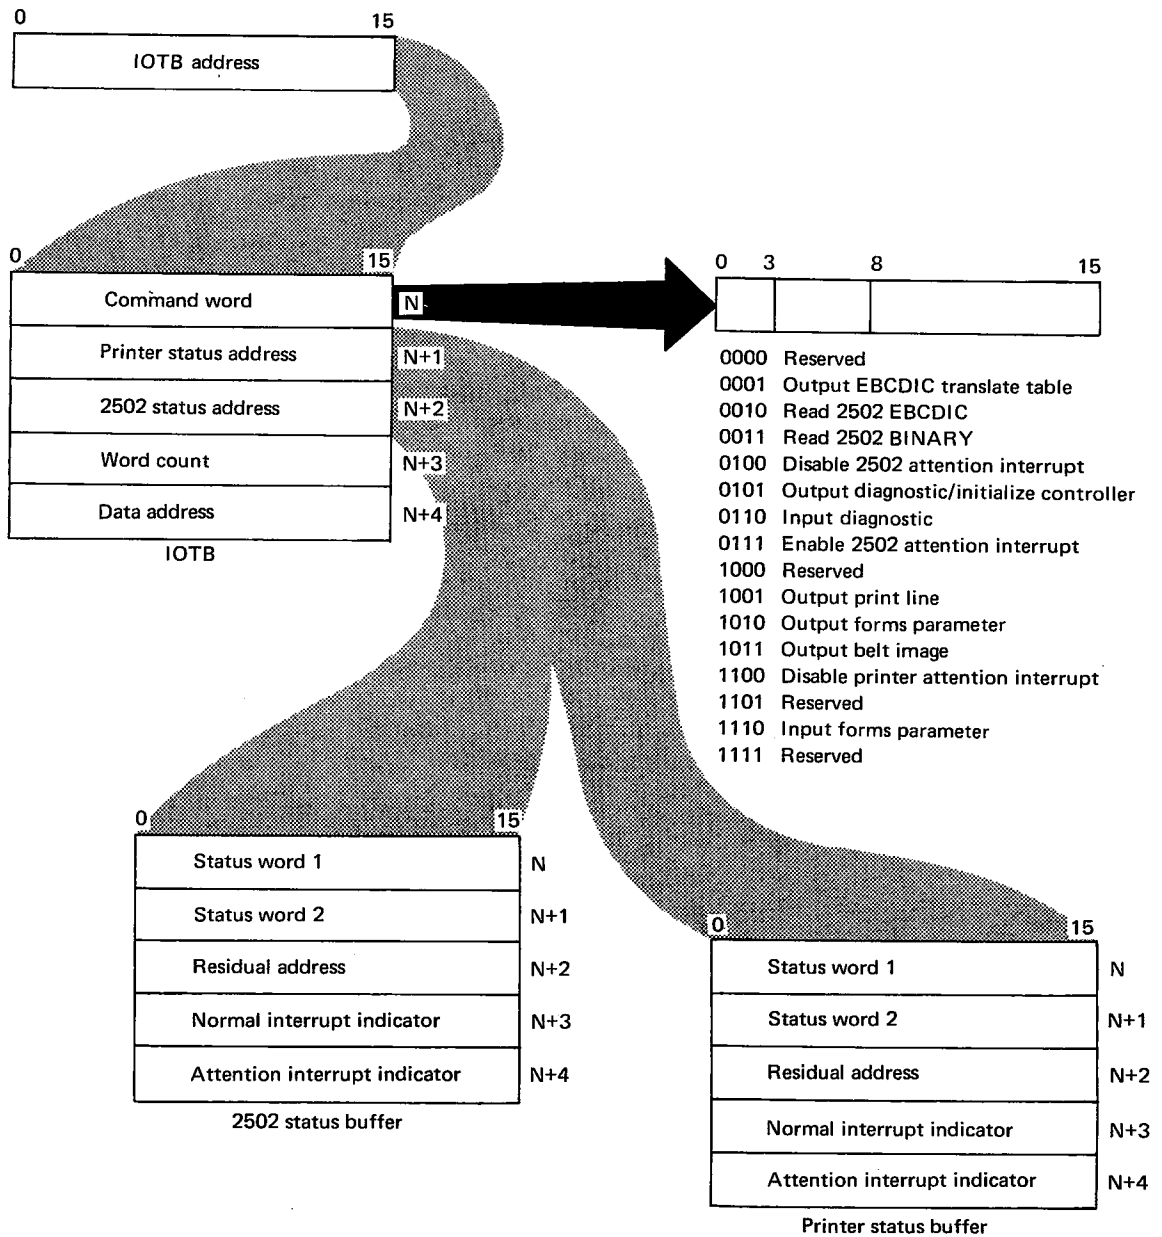 0 15
IOTB address
0 15
Command word N
Printer status address N+1
2502 status address N+2
Word count N+3
Data address N+4
IOTB
0 3 8 15
0000 Reserved
0001 Output EBCDIC translate table
0010 Read 2502 EBCDIC
0011 Read 2502 BINARY
0100 Disable 2502 attention interrupt
0101 Output diagnostic/initialize controller
0110 Input diagnostic
0111 Enable 2502 attention interrupt
1000 Reserved
1001 Output print line
1010 Output forms parameter
1011 Output belt image
1100 Disable printer attention interrupt
1101 Reserved
1110 Input forms parameter
1111 Reserved
0 15
Status word 1 N
Status word 2 N+1
Residual address N+2
Normal interrupt indicator N+3
Attention interrupt indicator N+4
2502 status buffer
0 15
Status word 1 N
Status word 2 N+1
Residual address N+2
Normal interrupt indicator N+3
Attention interrupt indicator N+4
Printer status buffer